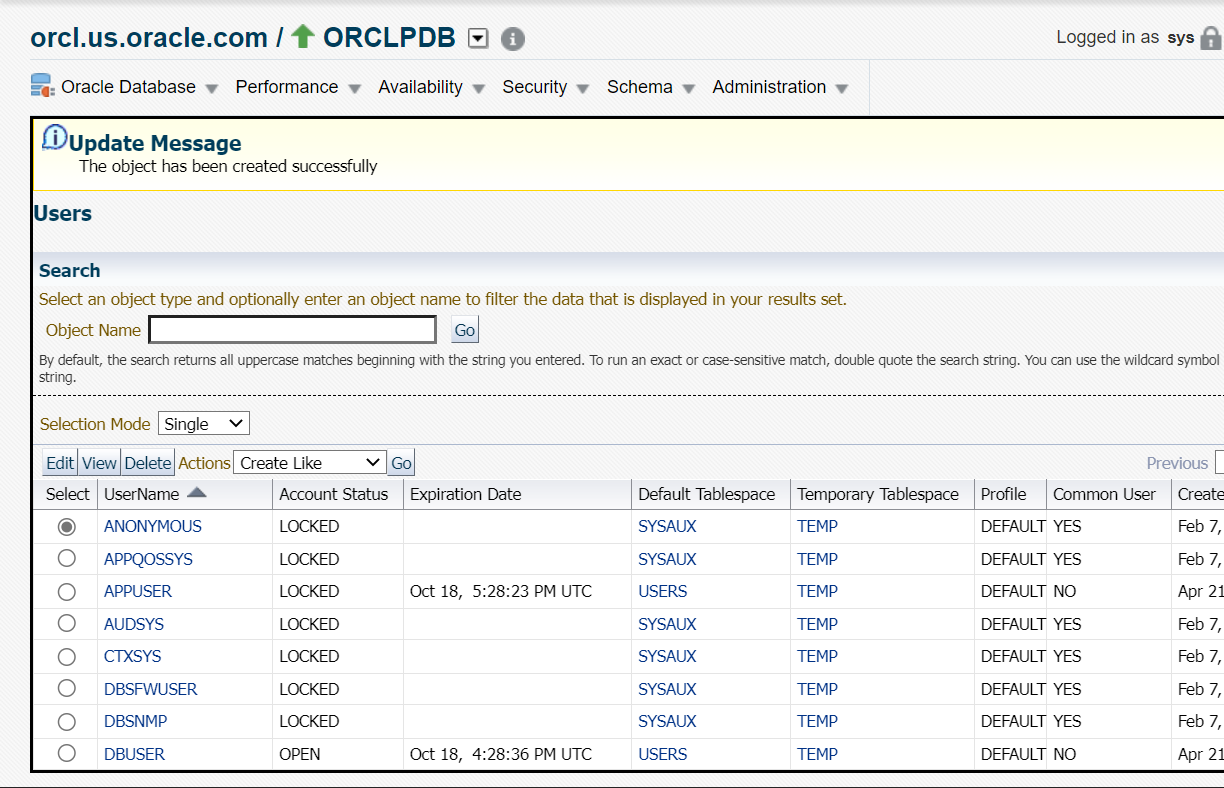 orcl.us.oracle.com / ORCLPDB
Logged in as sys
Oracle Database Performance Availability Security Schema Administration
Update Message
The object has been created successfully
Users
Search
Select an object type and optionally enter an object name to filter the data that is displayed in your results set.
Object Name Go
By default, the search returns all uppercase matches beginning with the string you entered. To run an exact or case-sensitive match, double quote the search string. You can use the wildcard symbol
string.
Selection Mode Single
Edit View Delete Actions Create Like Go Previous
Select UserName Account Status Expiration Date Default Tablespace Temporary Tablespace Profile Common User Create
ANONYMOUS LOCKED SYSAUX TEMP DEFAULT YES Feb 7,
APPQOSSYS LOCKED SYSAUX TEMP DEFAULT YES Feb 7,
APPUSER LOCKED Oct 18, 5:28:23 PM UTC USERS TEMP DEFAULT NO Apr 21
AUDSYS LOCKED SYSAUX TEMP DEFAULT YES Feb 7,
CTXSYS LOCKED SYSAUX TEMP DEFAULT YES Feb 7,
DBSFWUSER LOCKED SYSAUX TEMP DEFAULT YES Feb 7,
DBSNMP LOCKED SYSAUX TEMP DEFAULT YES Feb 7,
DBUSER OPEN Oct 18, 4:28:36 PM UTC USERS TEMP DEFAULT NO Apr 21